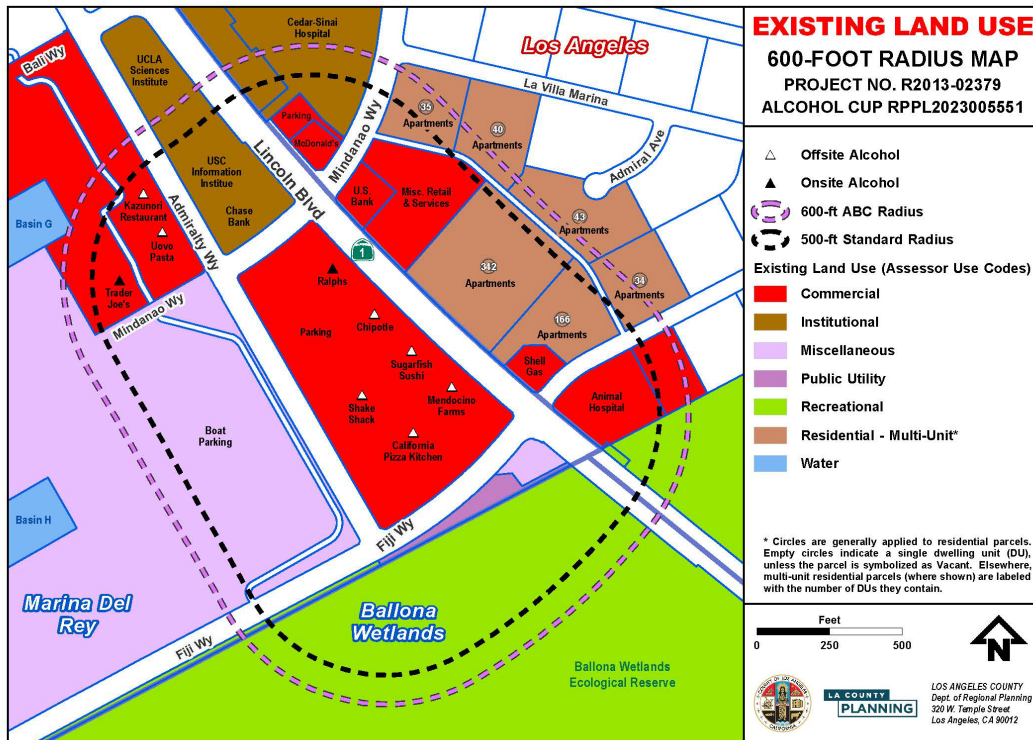 EXISTING LAND USE
600-FOOT RADIUS MAP
PROJECT NO. R2013-02379
ALCOHOL CUP RPPL2023005551
Offsite Alcohol
Onsite Alcohol
600-ft ABC Radius
500-ft Standard Radius
Existing Land Use (Assessor Use Codes)
Commercial
Institutional
Miscellaneous
Public Utility
Recreational
Residential - Multi-Unit*
Water
* Circles are generally applied to residential parcels.
Empty circles indicate a single dwelling unit (DU),
unless the parcel is symbolized as Vacant. Elsewhere,
multi-unit residential parcels (where shown) are labeled
with the number of DUs they contain.
Feet
0 250 500
N
COUNTY OF LOS ANGELES
CALIFORNIA
LA COUNTY
PLANNING
LOS ANGELES COUNTY
Dept. of Regional Planning
320 W. Temple Street
Los Angeles, CA 90012
Cedar-Sinai
Hospital
Los Angeles
Bali Wy
UCLA
Sciences
Institute
La Villa Marina
35
Apartments
40
Apartments
Parking
McDonald's
Mindanao Wy
Admiral Ave
USC
Information
Institue
Lincoln Blvd
U.S.
Bank
Misc. Retail
& Services
Kazunori
Restaurant
Basin G
Admiralty Wy
Chase
Bank
43
Apartments
Uovo
Pasta
1
342
Apartments
Ralphs
34
Apartments
Trader
Joe's
Mindanao Wy
Parking
Chipotle
166
Apartments
Sugarfish
Sushi
Shell
Gas
Mendocino
Farms
Shake
Shack
Animal
Hospital
Boat
Parking
California
Pizza Kitchen
Basin H
Fiji Wy
Marina Del
Rey
Ballona
Wetlands
Fiji Wy
Ballona Wetlands
Ecological Reserve